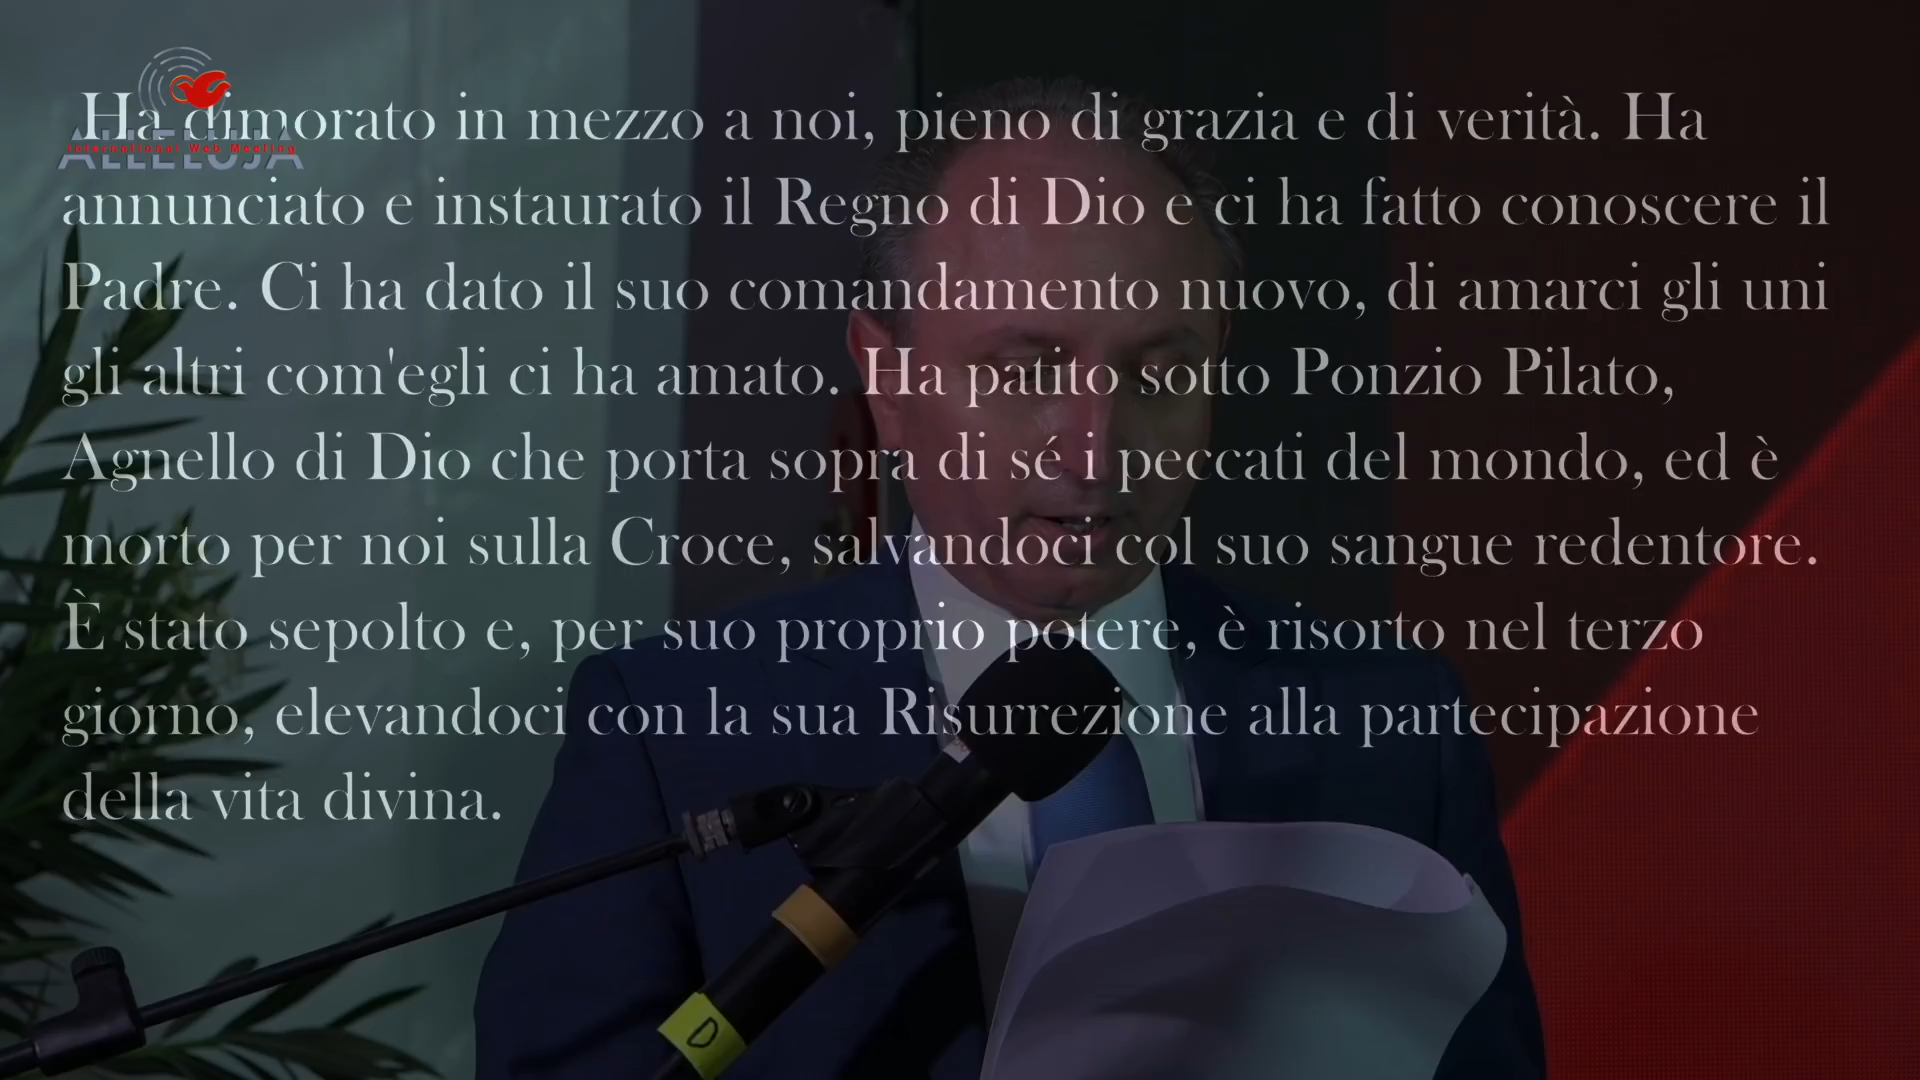 Ha dimorato in mezzo a noi, pieno di grazia e di verità. Ha
ALLELUJA
International Web Meeting
annunciato e instaurato il Regno di Dio e ci ha fatto conoscere il
Padre. Ci ha dato il suo comandamento nuovo, di amarci gli uni
gli altri com'egli ci ha amato. Ha patito sotto Ponzio Pilato,
Agnello di Dio che porta sopra di sé i peccati del mondo, ed è
morto per noi sulla Croce, salvandoci col suo sangue redentore.
È stato sepolto e, per suo proprio potere, è risorto nel terzo
giorno, elevandoci con la sua Risurrezione alla partecipazione
della vita divina.
D